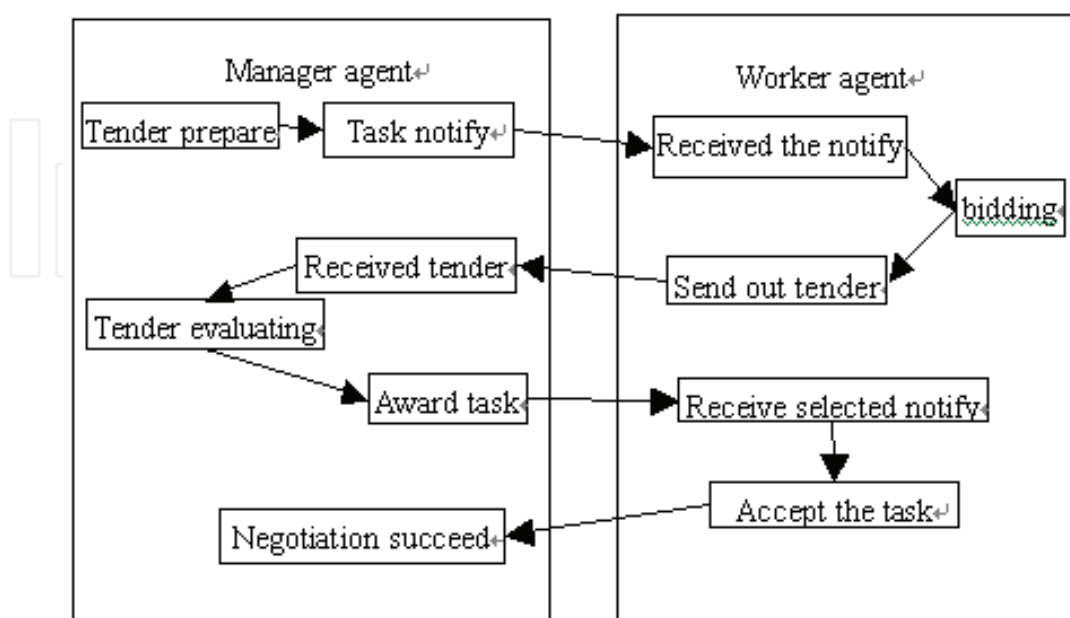 Manager agent
Worker agent
Tender prepare
Task notify
Received the notify
bidding
Received tender
Send out tender
Tender evaluating
Award task
Receive selected notify
Accept the task
Negotiation succeed